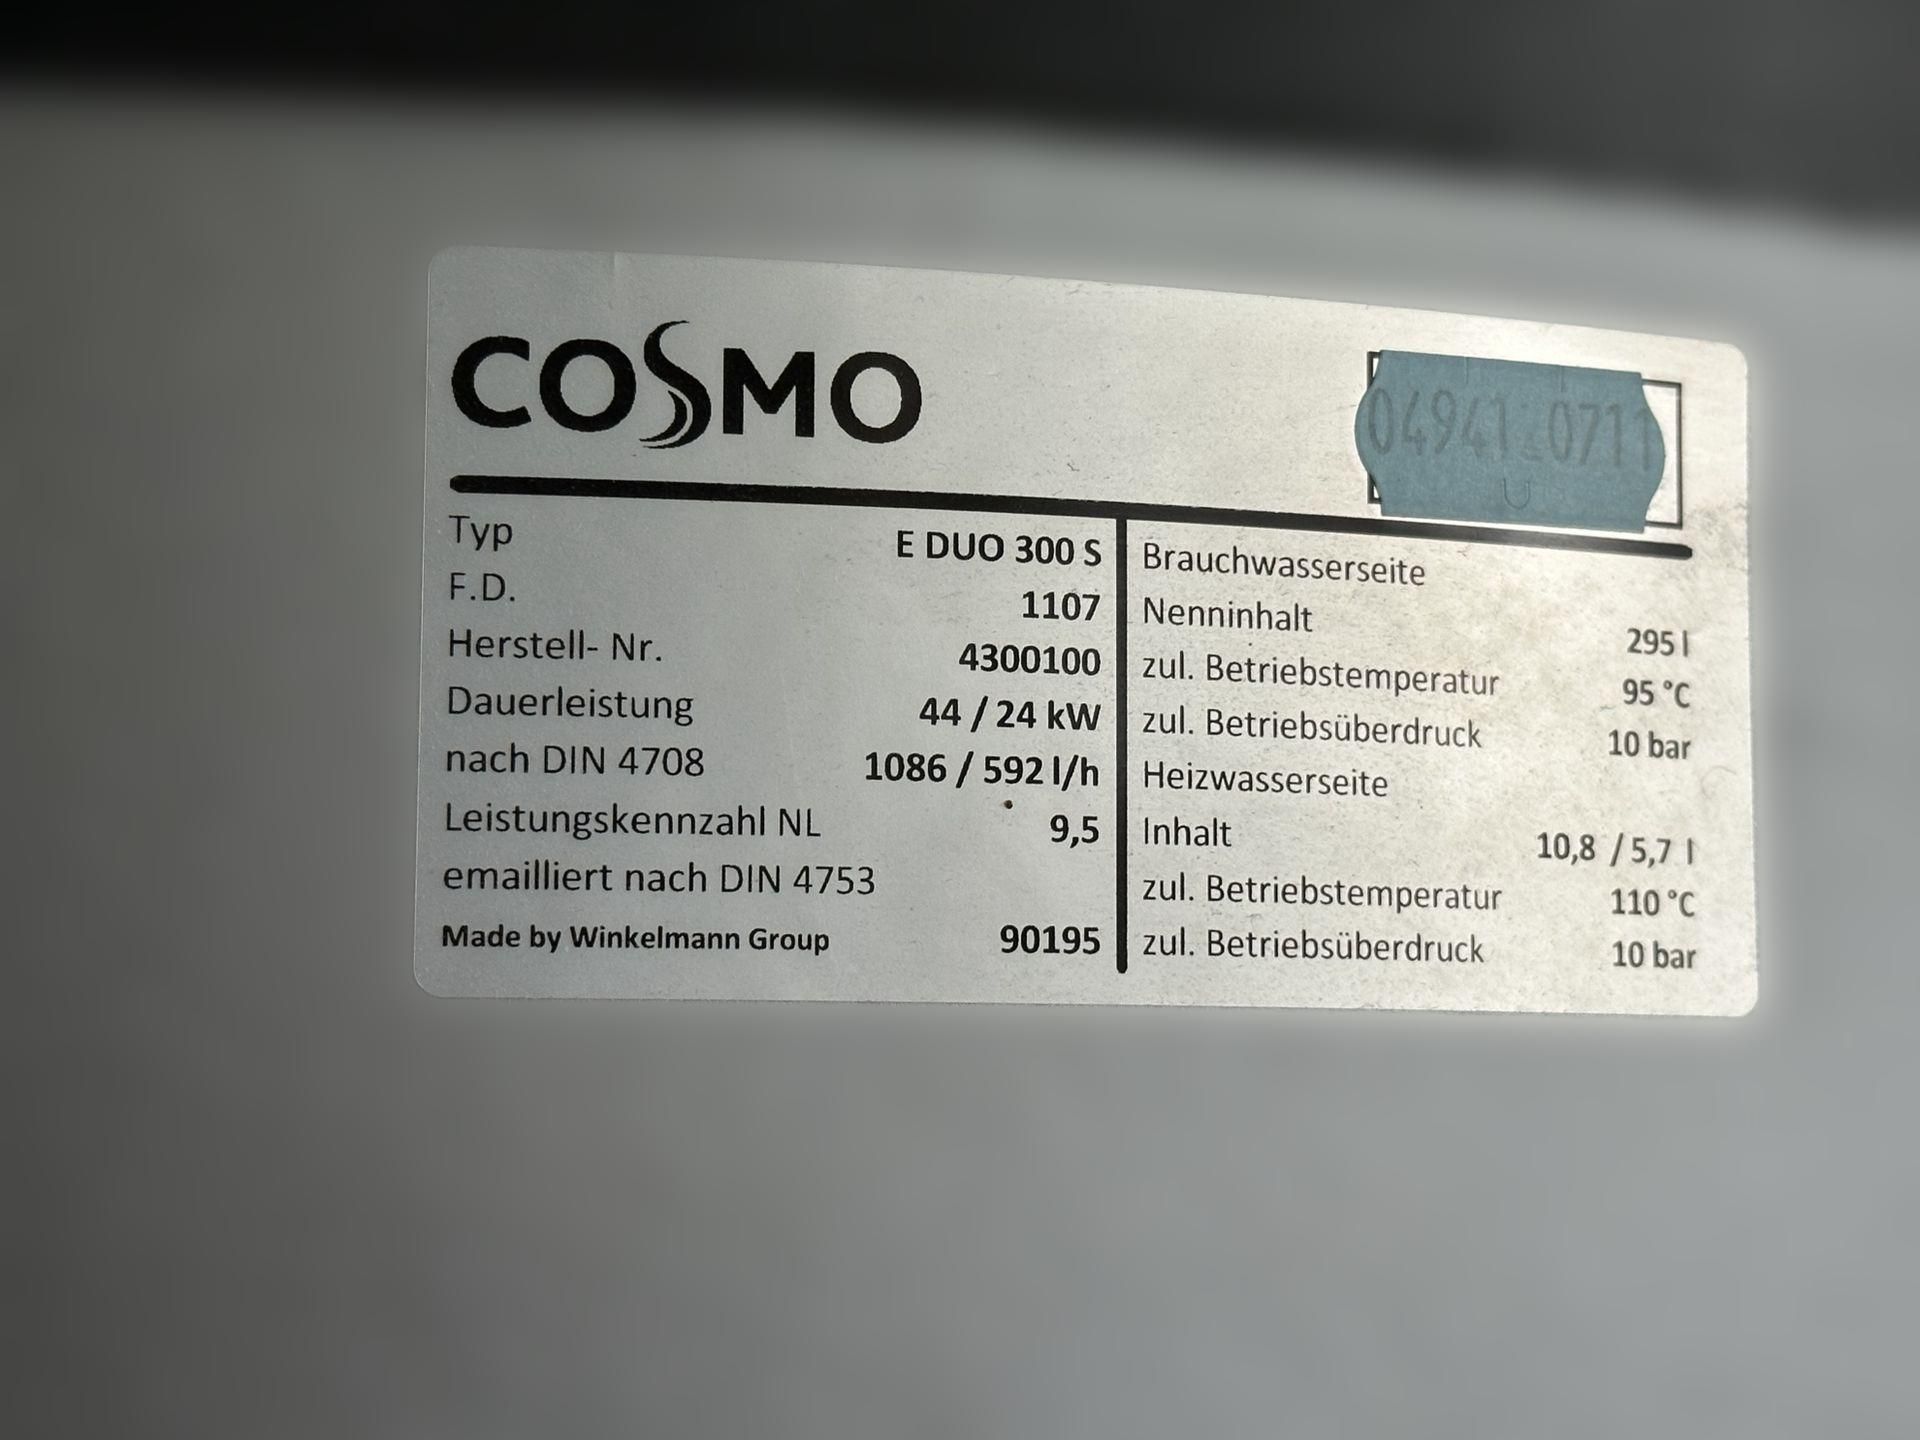 COSMO
04941 0711
U
Typ E DUO 300 S
F.D. 1107
Herstell- Nr. 4300100
Dauerleistung 44 / 24 kW
nach DIN 4708 1086 / 592 l/h
Leistungskennzahl NL 9,5
emailliert nach DIN 4753
Made by Winkelmann Group 90195
Brauchwasserseite
Nenninhalt 295 l
zul. Betriebstemperatur 95 °C
zul. Betriebsüberdruck 10 bar
Heizwasserseite
Inhalt 10,8 / 5,7 l
zul. Betriebstemperatur 110 °C
zul. Betriebsüberdruck 10 bar